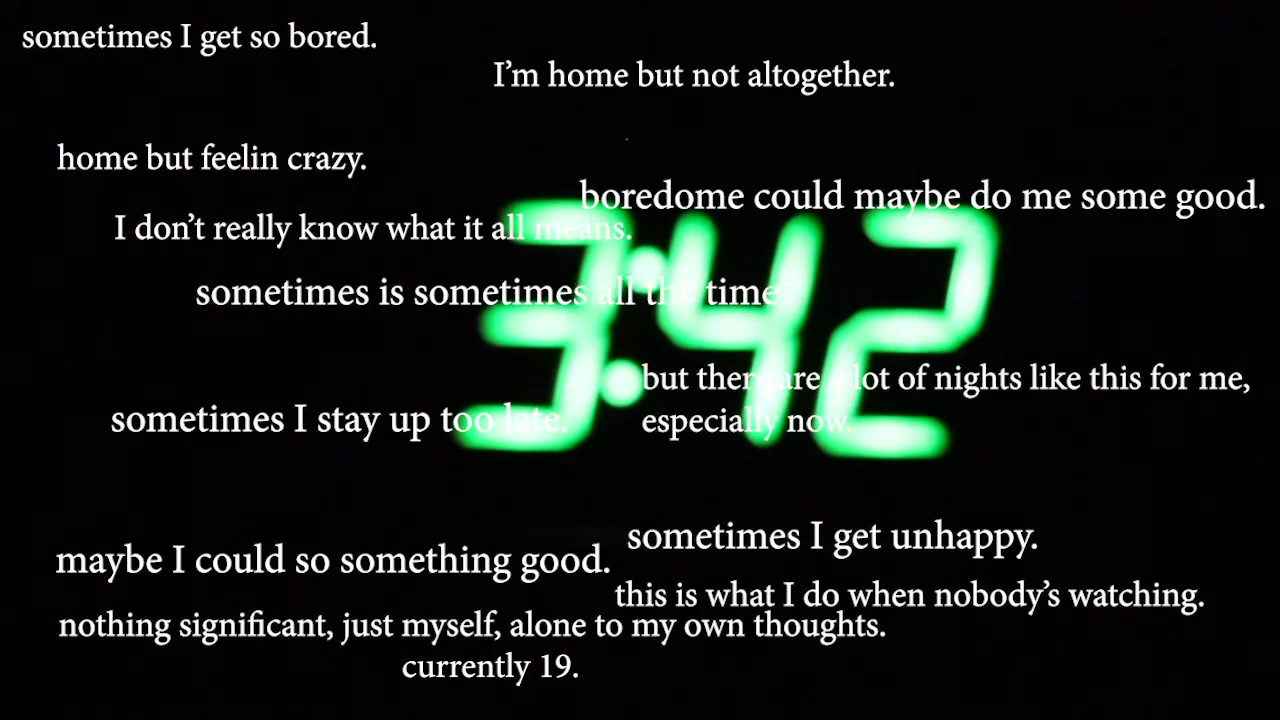 sometimes I get so bored.
I'm home but not altogether.
home but feelin crazy.
boredome could maybe do me some good.
I don't really know what it all means.
3:42
sometimes is sometimes all the time.
but there are a lot of nights like this for me,
especially now.
sometimes I stay up too late.
sometimes I get unhappy.
maybe I could so something good.
this is what I do when nobody's watching.
nothing significant, just myself, alone to my own thoughts.
currently 19.